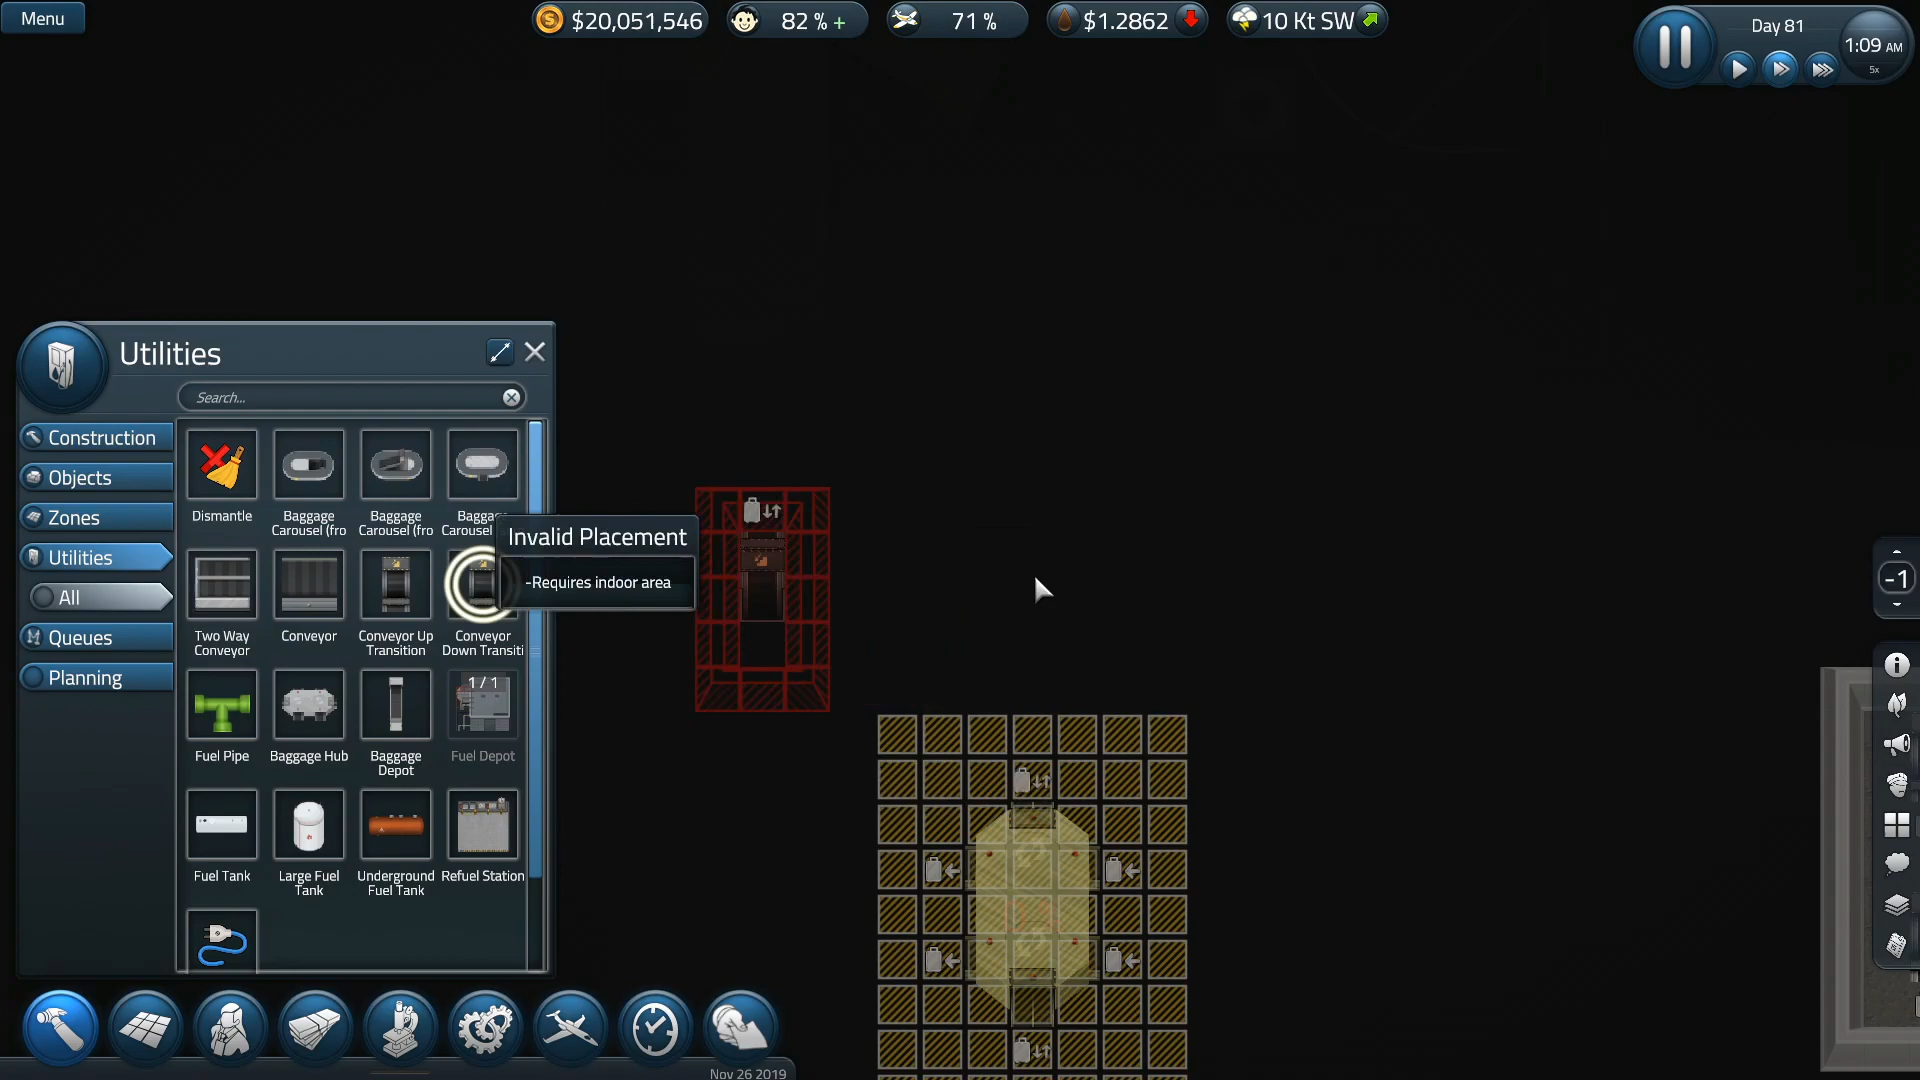 Menu
$20,051,546
82 % +
71 %
$1.2862
10 Kt SW
Day 81
1:09 AM
5x
Utilities
Search...
Construction
Objects
Zones
Utilities
All
Queues
Planning
Dismantle
Baggage
Carousel (fro
Baggage
Carousel (fro
Bagga
Carousel
Invalid Placement
-Requires indoor area
Two Way
Conveyor
Conveyor
Conveyor Up
Transition
Conveyor
Down Transiti
Fuel Pipe
Baggage Hub
Baggage
Depot
1 / 1
Fuel Depot
Fuel Tank
Large Fuel
Tank
Underground
Fuel Tank
Refuel Station
-1
Nov 26 2019